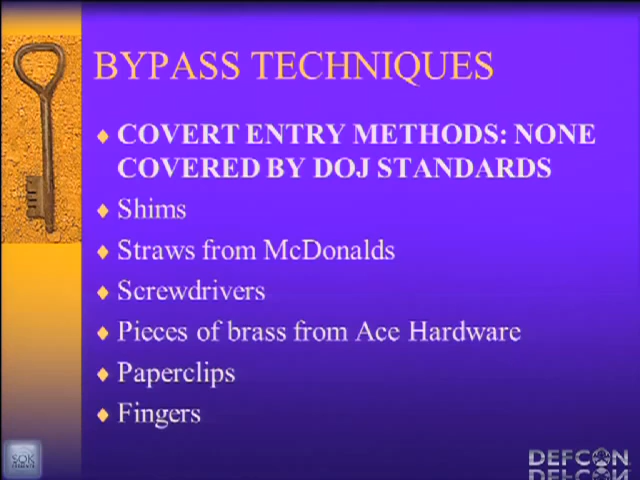 BYPASS TECHNIQUES
COVERT ENTRY METHODS: NONE
COVERED BY DOJ STANDARDS
Shims
Straws from McDonalds
Screwdrivers
Pieces of brass from Ace Hardware
Paperclips
Fingers
SOK
DEFCON